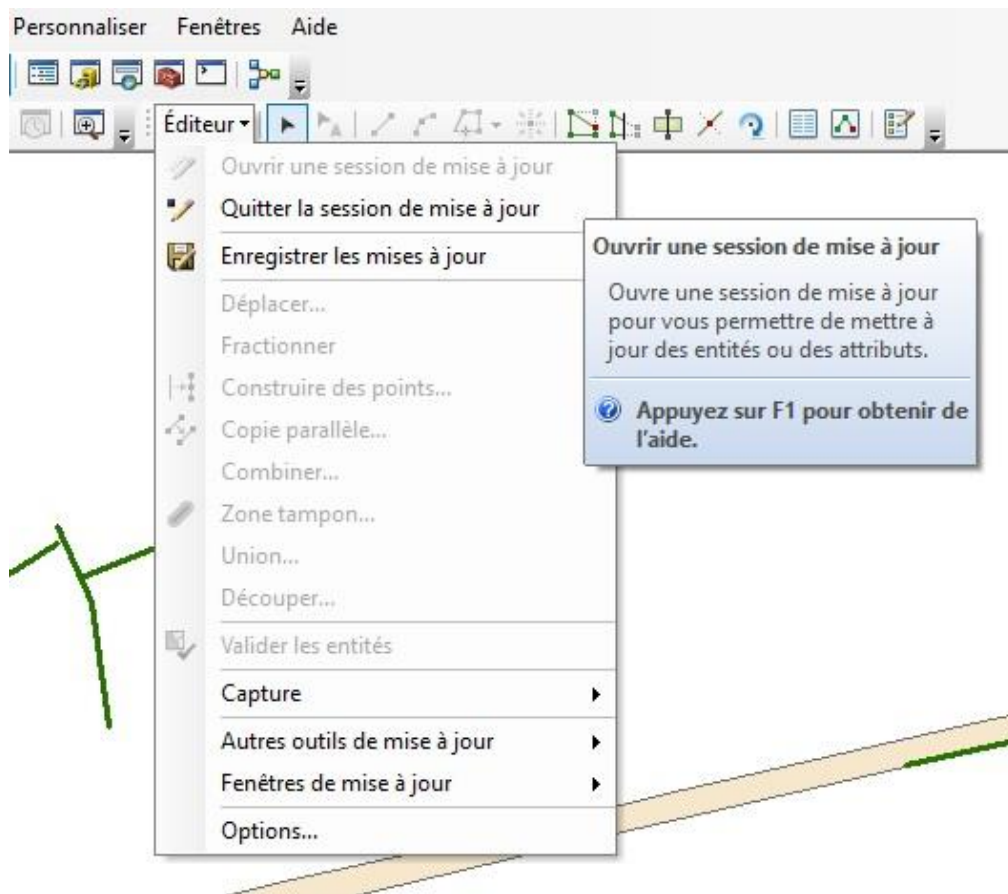 Personnaliser Fenêtres Aide
Éditeur
Ouvrir une session de mise à jour
Quitter la session de mise à jour
Enregistrer les mises à jour
Déplacer...
Fractionner
Construire des points...
Copie parallèle...
Combiner...
Zone tampon...
Union...
Découper...
Valider les entités
Capture
Autres outils de mise à jour
Fenêtres de mise à jour
Options...
Ouvrir une session de mise à jour
Ouvre une session de mise à jour
pour vous permettre de mettre à
jour des entités ou des attributs.
Appuyez sur F1 pour obtenir de
l'aide.